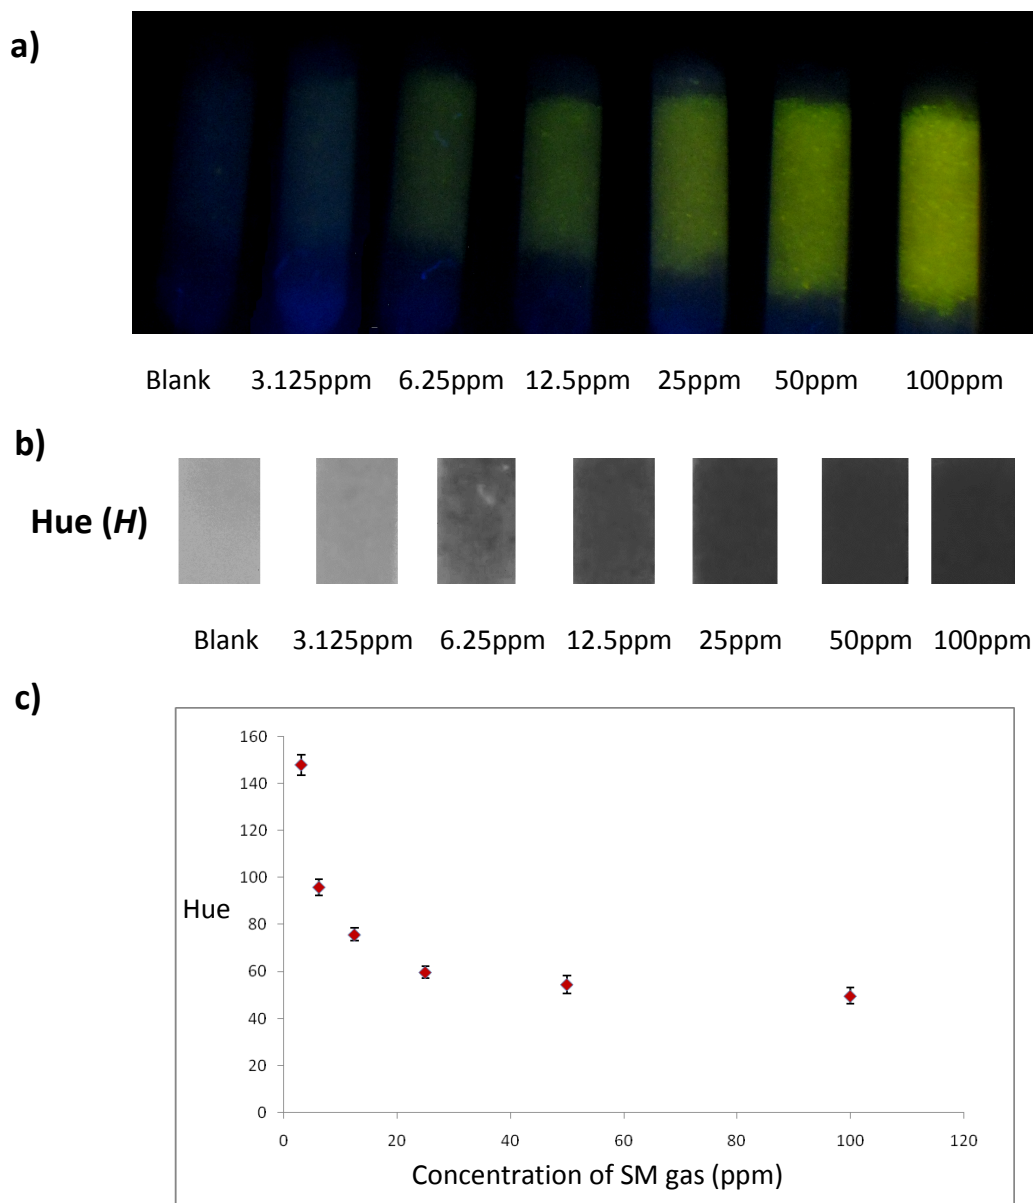 a)
Blank 3.125ppm 6.25ppm 12.5ppm 25ppm 50ppm 100ppm
b)
Hue (H)
Blank 3.125ppm 6.25ppm 12.5ppm 25ppm 50ppm 100ppm
c)
160
140
120
100
80
60
40
20
0
Hue
0 20 40 60 80 100 120
Concentration of SM gas (ppm)